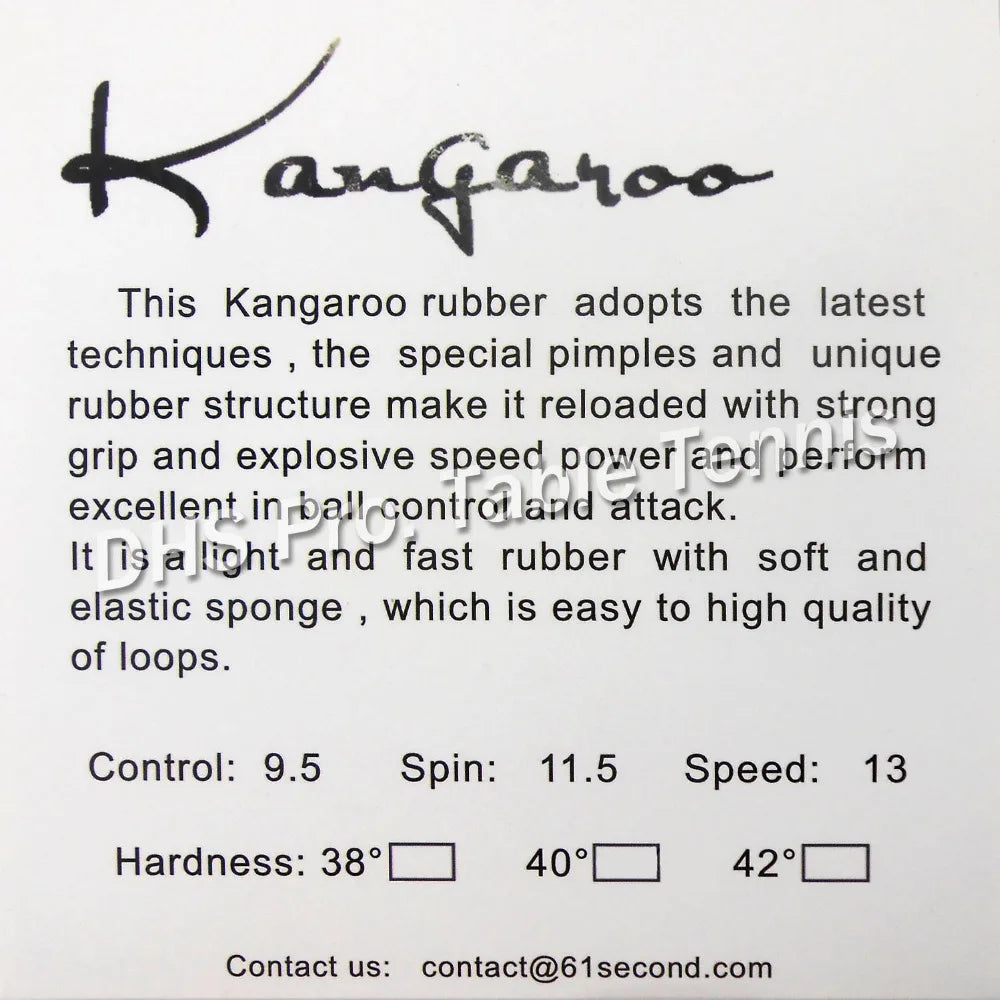 Kangaroo
This Kangaroo rubber adopts the latest
techniques , the special pimples and unique
rubber structure make it reloaded with strong
grip and explosive speed power and perform
excellent in ball control and attack.
It is a light and fast rubber with soft and
elastic sponge , which is easy to high quality
of loops.
DHS Pro. Table Tennis
Control: 9.5 Spin: 11.5 Speed: 13
Hardness: 38° 40° 42°
Contact us: contact@61second.com